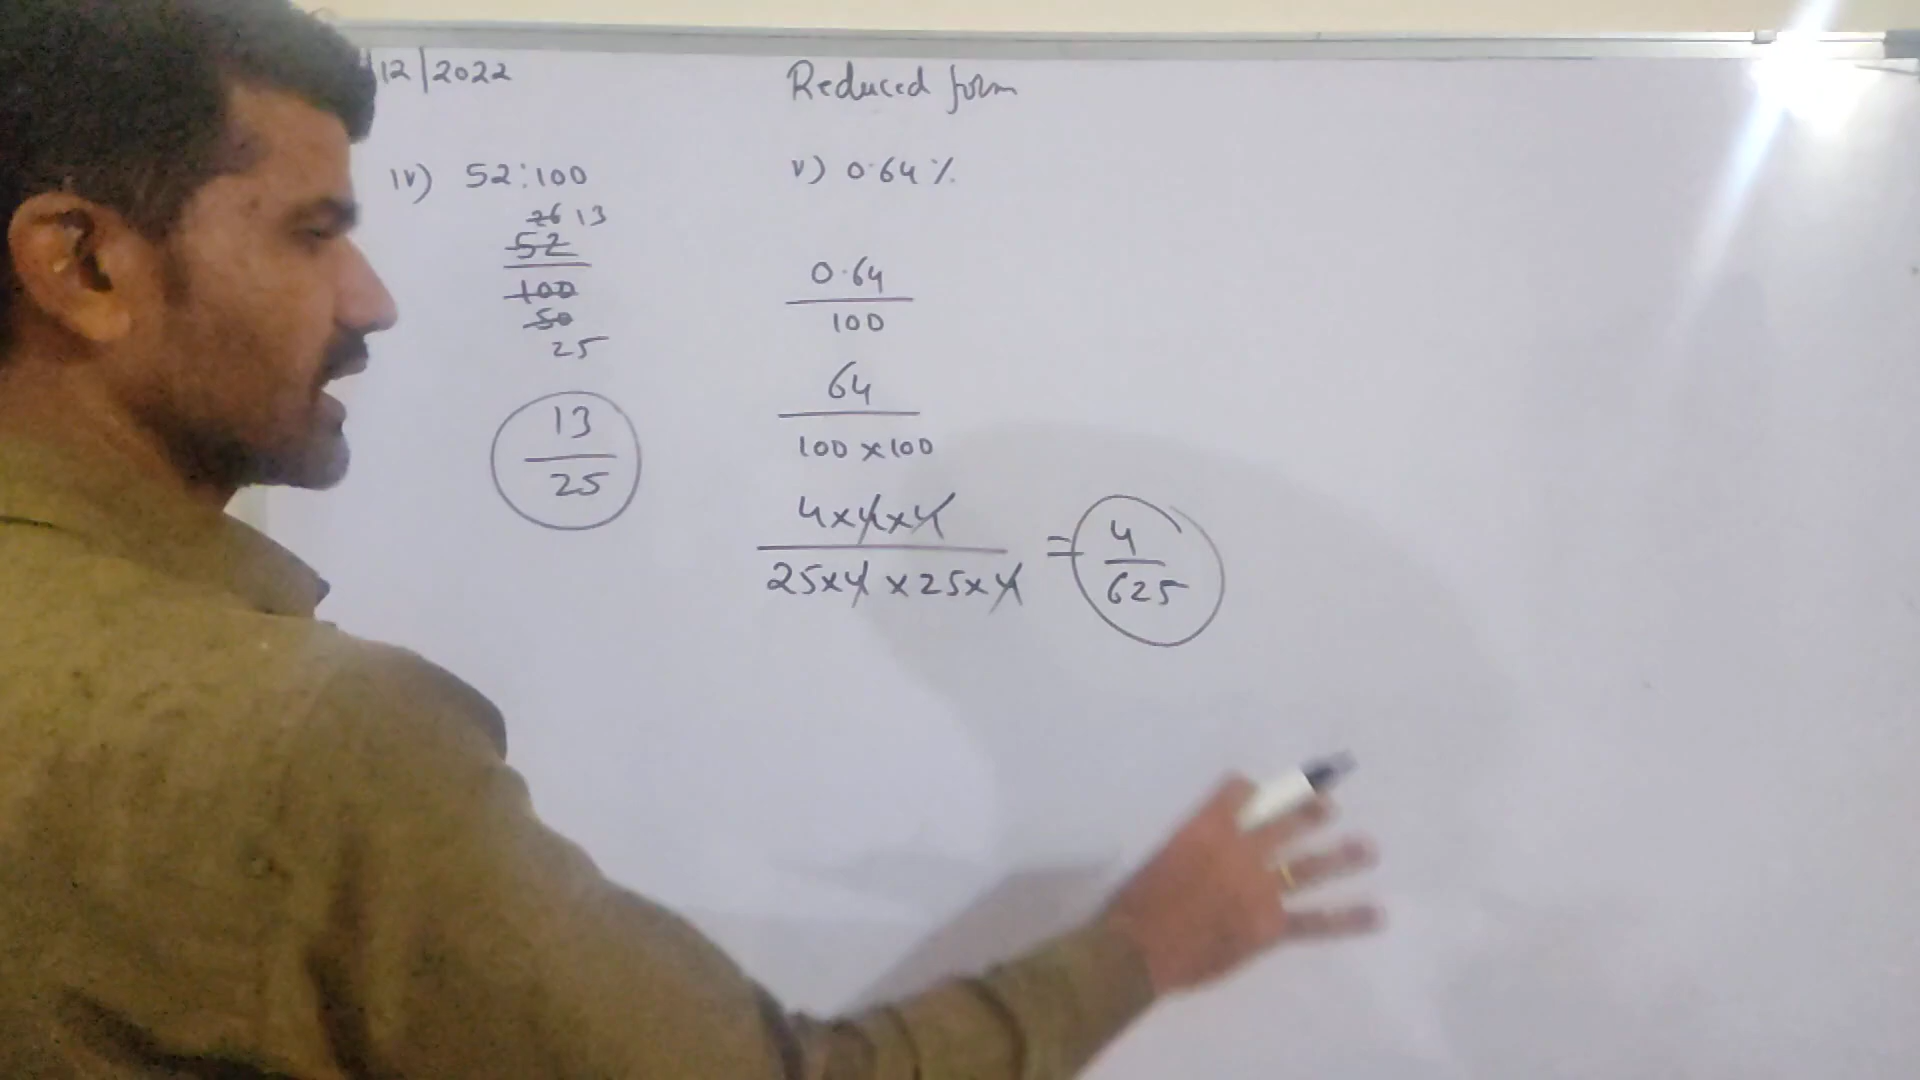 /12/2022
Reduced form
iv) 52:100
26 13
52
100
50
25
13
25
v) 0.64 %
0.64
100
64
100 x 100
4 x 4 x 4
25 x 4 x 25 x 4
=
4
625